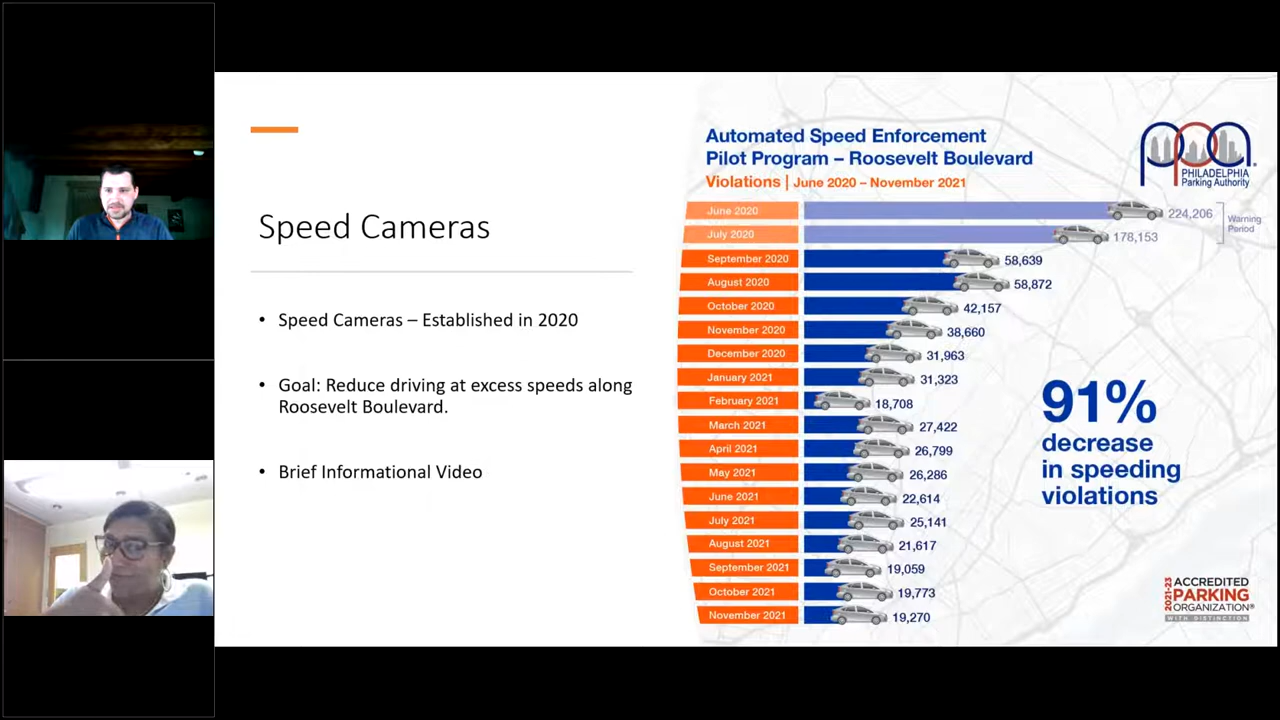 Speed Cameras
• Speed Cameras – Established in 2020
• Goal: Reduce driving at excess speeds along
Roosevelt Boulevard.
• Brief Informational Video
Automated Speed Enforcement
Pilot Program – Roosevelt Boulevard
Violations | June 2020 – November 2021
ppa
PHILADELPHIA
Parking Authority
June 2020 224,206
July 2020 178,153
Warning
Period
September 2020 58,639
August 2020 58,872
October 2020 42,157
November 2020 38,660
December 2020 31,963
January 2021 31,323
February 2021 18,708
March 2021 27,422
April 2021 26,799
May 2021 26,286
June 2021 22,614
July 2021 25,141
August 2021 21,617
September 2021 19,059
October 2021 19,773
November 2021 19,270
91%
decrease
in speeding
violations
2021-23
ACCREDITED
PARKING
ORGANIZATION®
WITH DISTINCTION